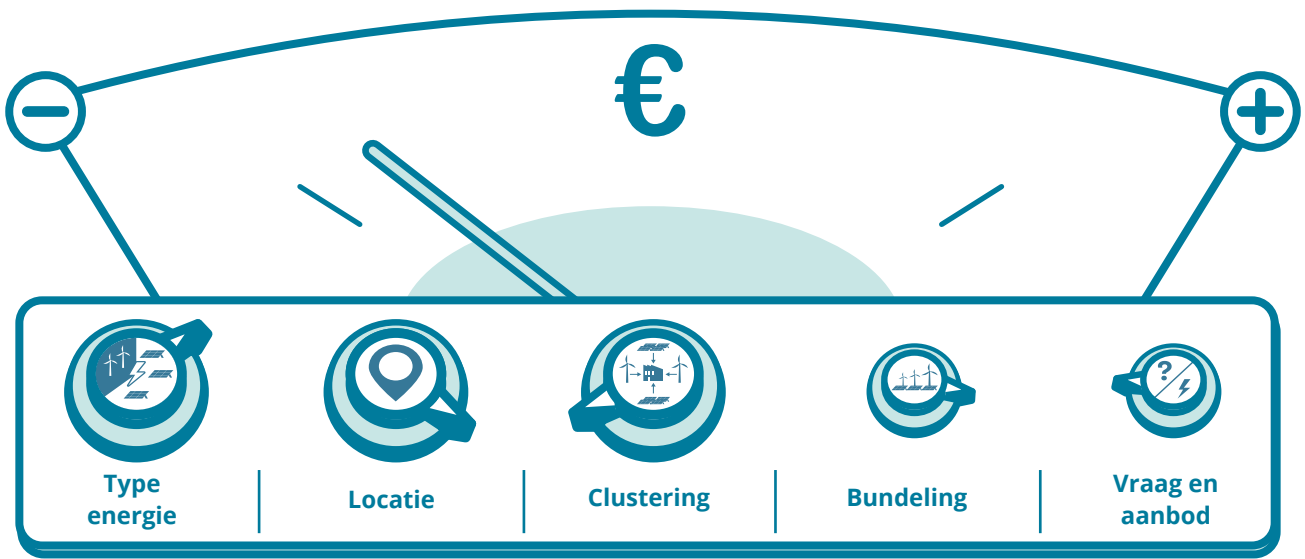 €
Type
energie
Locatie
Clustering
Bundeling
?
Vraag en
aanbod